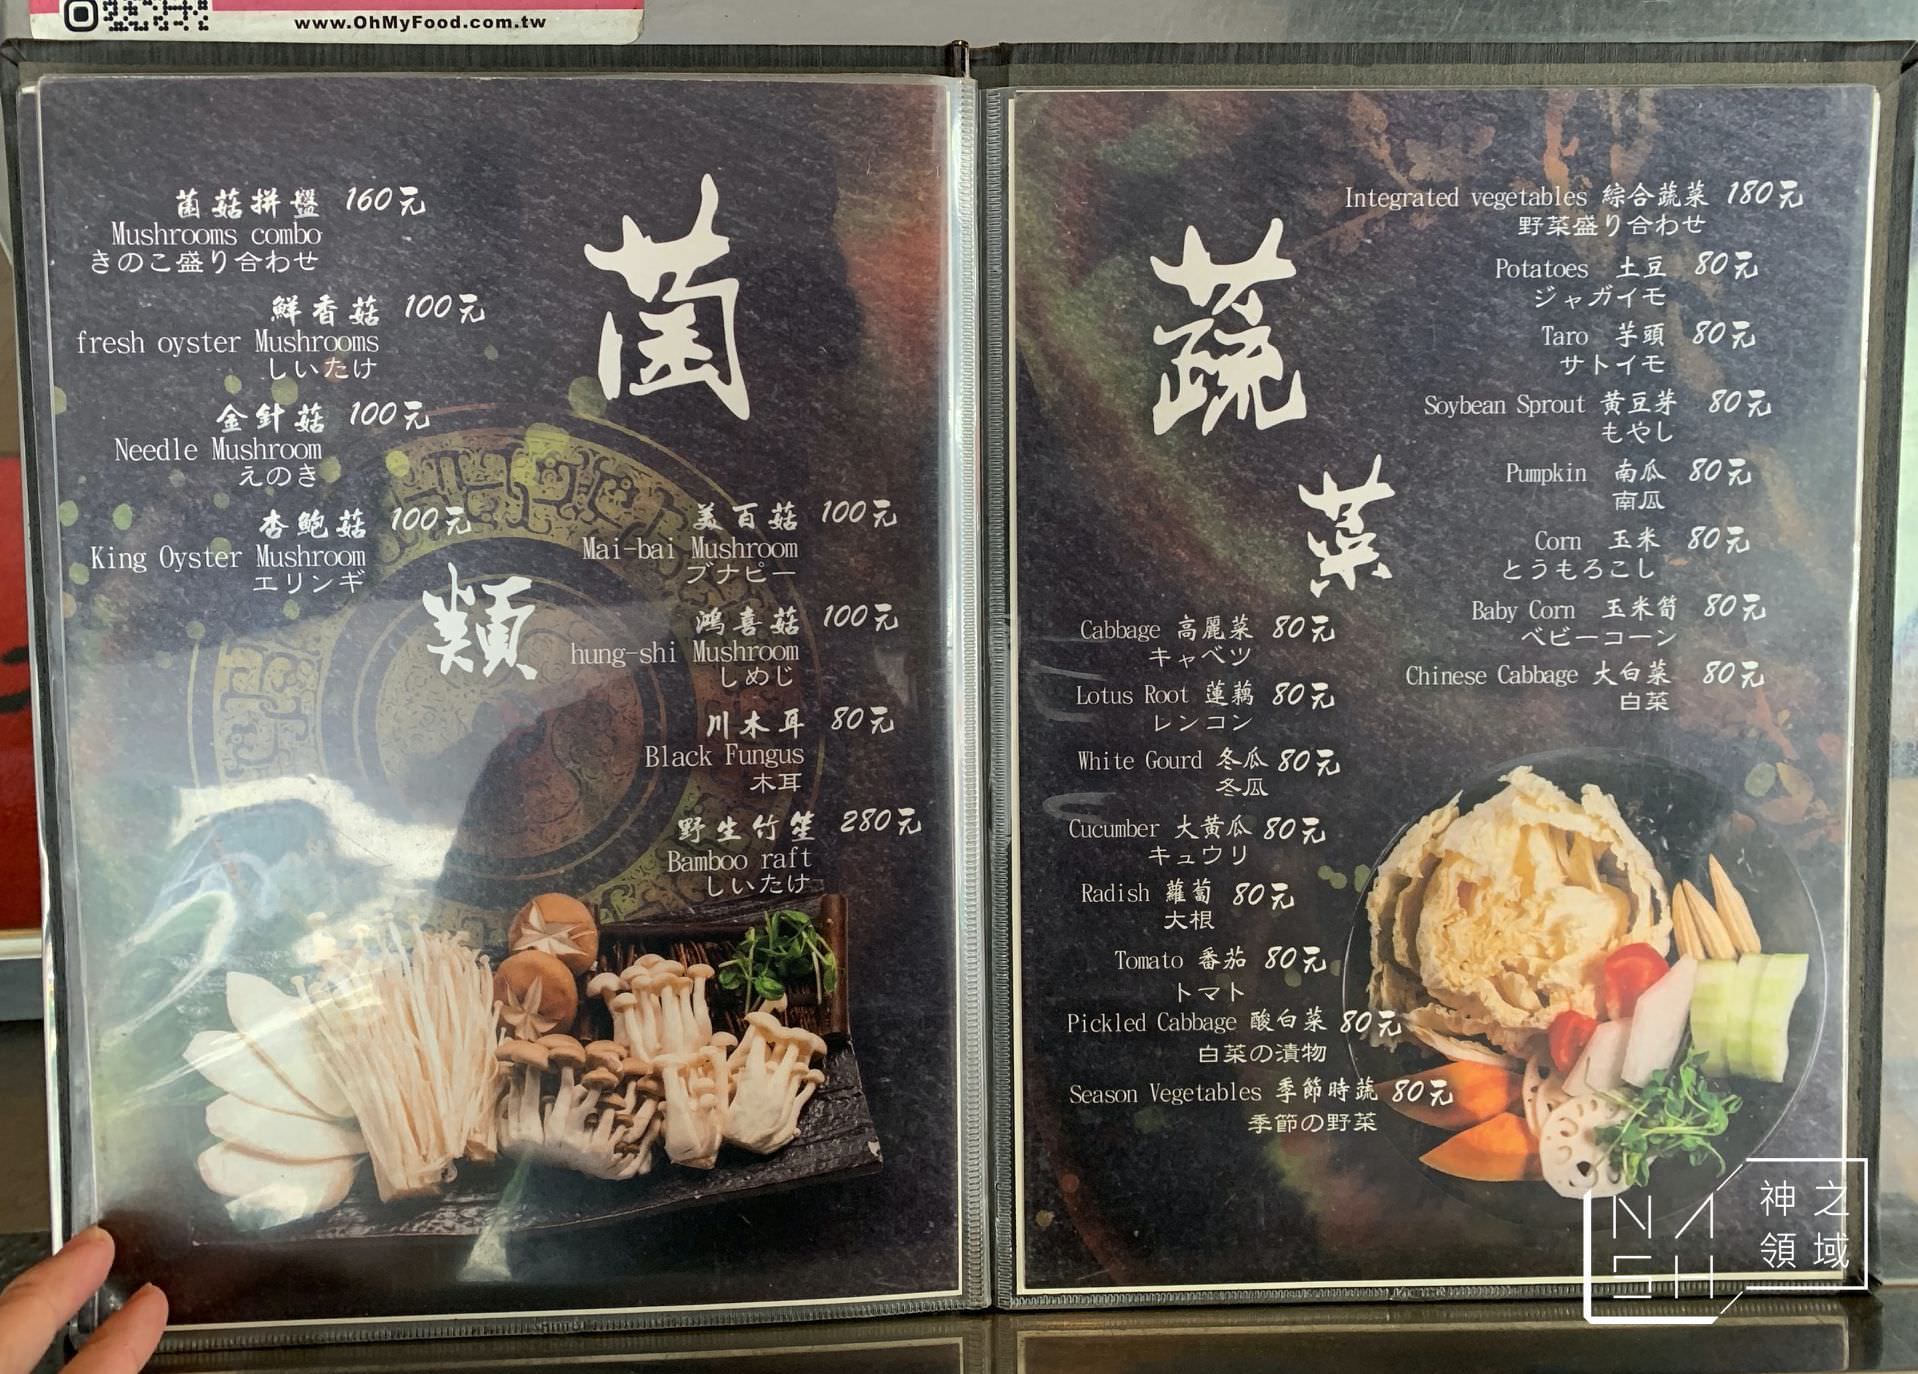 www.OhMyFood.com.tw
菌菇拼盤 160元
Mushrooms combo
きのこ盛り合わせ
鮮香菇 100元
fresh oyster Mushrooms
しいたけ
金針菇 100元
Needle Mushroom
えのき
杏鮑菇 100元
King Oyster Mushroom
エリンギ
菌
類
美百菇 100元
Mai-bai Mushroom
ブナピー
鴻喜菇 100元
hung-shi Mushroom
しめじ
川木耳 80元
Black Fungus
木耳
野生竹笙 280元
Bamboo raft
しいたけ
蔬
菜
Integrated vegetables 綜合蔬菜 180元
野菜盛り合わせ
Potatoes 土豆 80元
ジャガイモ
Taro 芋頭 80元
サトイモ
Soybean Sprout 黃豆芽 80元
もやし
Pumpkin 南瓜 80元
南瓜
Corn 玉米 80元
とうもろこし
Baby Corn 玉米筍 80元
ベビーコーン
Chinese Cabbage 大白菜 80元
白菜
Cabbage 高麗菜 80元
キャベツ
Lotus Root 蓮藕 80元
レンコン
White Gourd 冬瓜 80元
冬瓜
Cucumber 大黃瓜 80元
キュウリ
Radish 蘿蔔 80元
大根
Tomato 番茄 80元
トマト
Pickled Cabbage 酸白菜 80元
白菜の漬物
Season Vegetables 季節時蔬 80元
季節の野菜
NASH
神之
領域